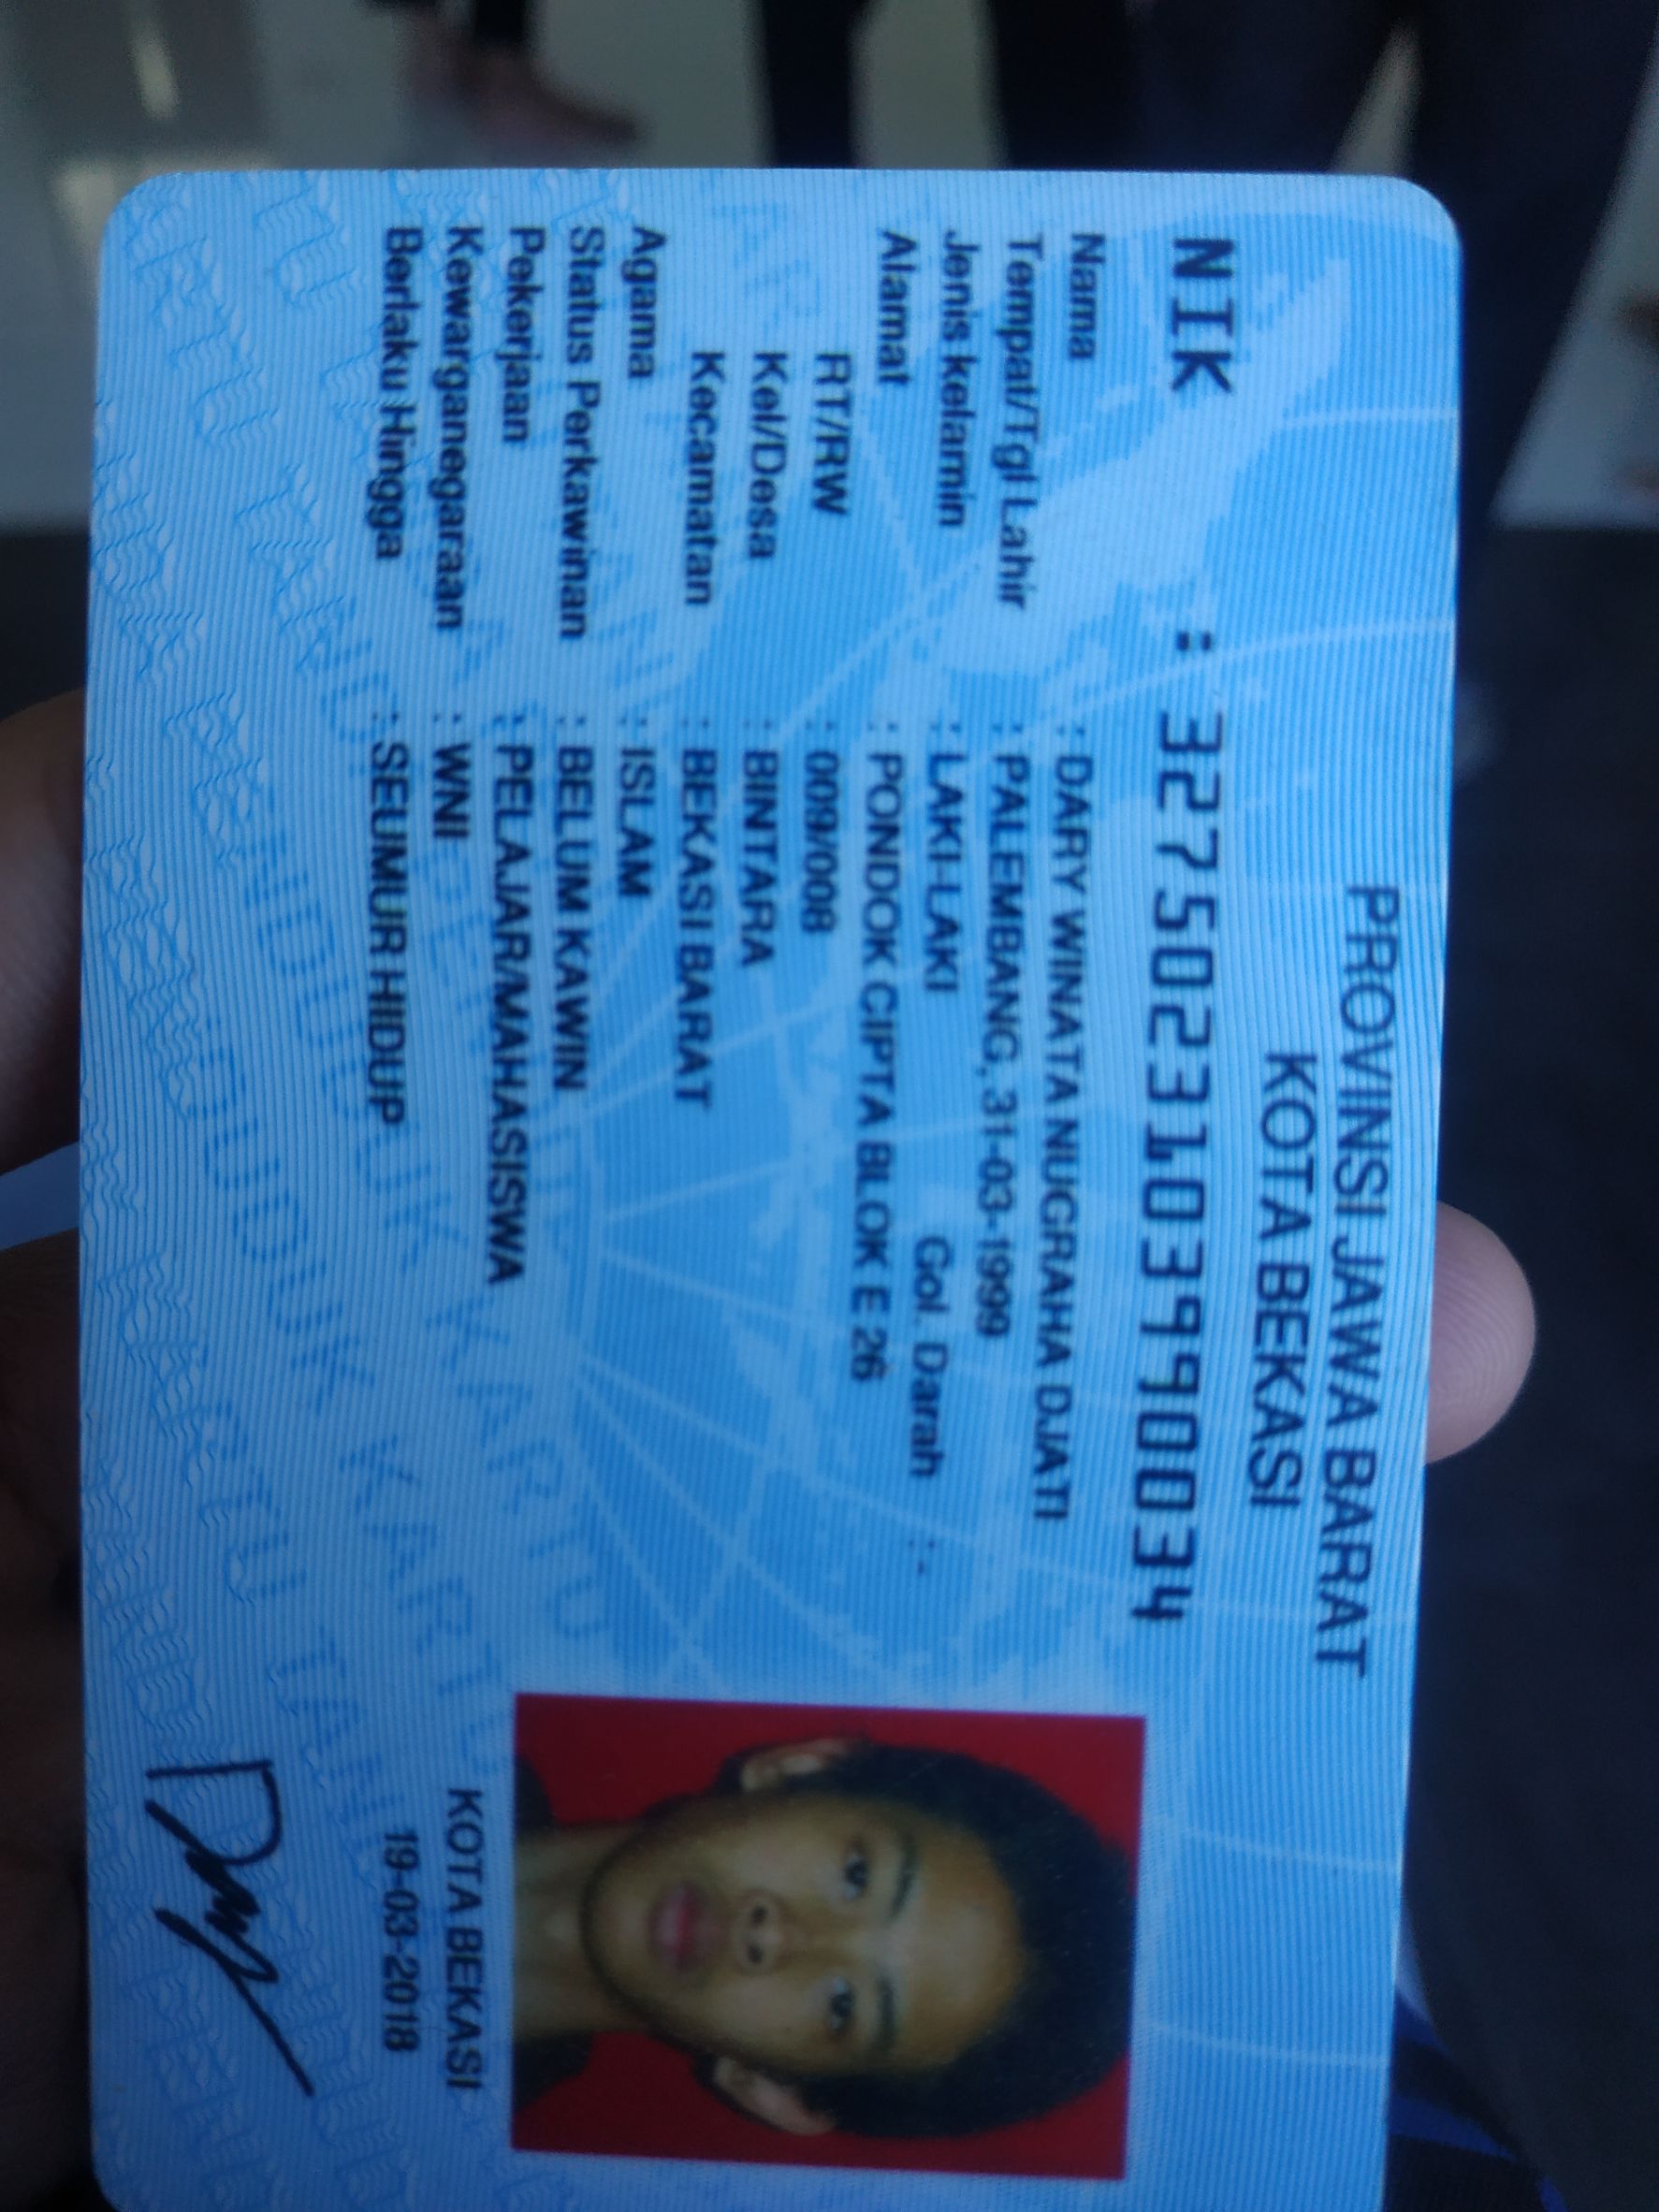 PROVINSI JAWA BARAT
KOTA BEKASI
NIK : 3275023103990034
Nama : DARY WINATA NUGRAHA DJATI
Tempat/Tgl Lahir : PALEMBANG, 31-03-1999
Jenis kelamin : LAKI-LAKI Gol. Darah : -
Alamat : PONDOK CIPTA BLOK E 26
RT/RW : 009/008
Kel/Desa : BINTARA
Kecamatan : BEKASI BARAT
Agama : ISLAM
Status Perkawinan : BELUM KAWIN
Pekerjaan : PELAJAR/MAHASISWA
Kewarganegaraan : WNI
Berlaku Hingga : SEUMUR HIDUP
KOTA BEKASI
19-03-2018
Dary